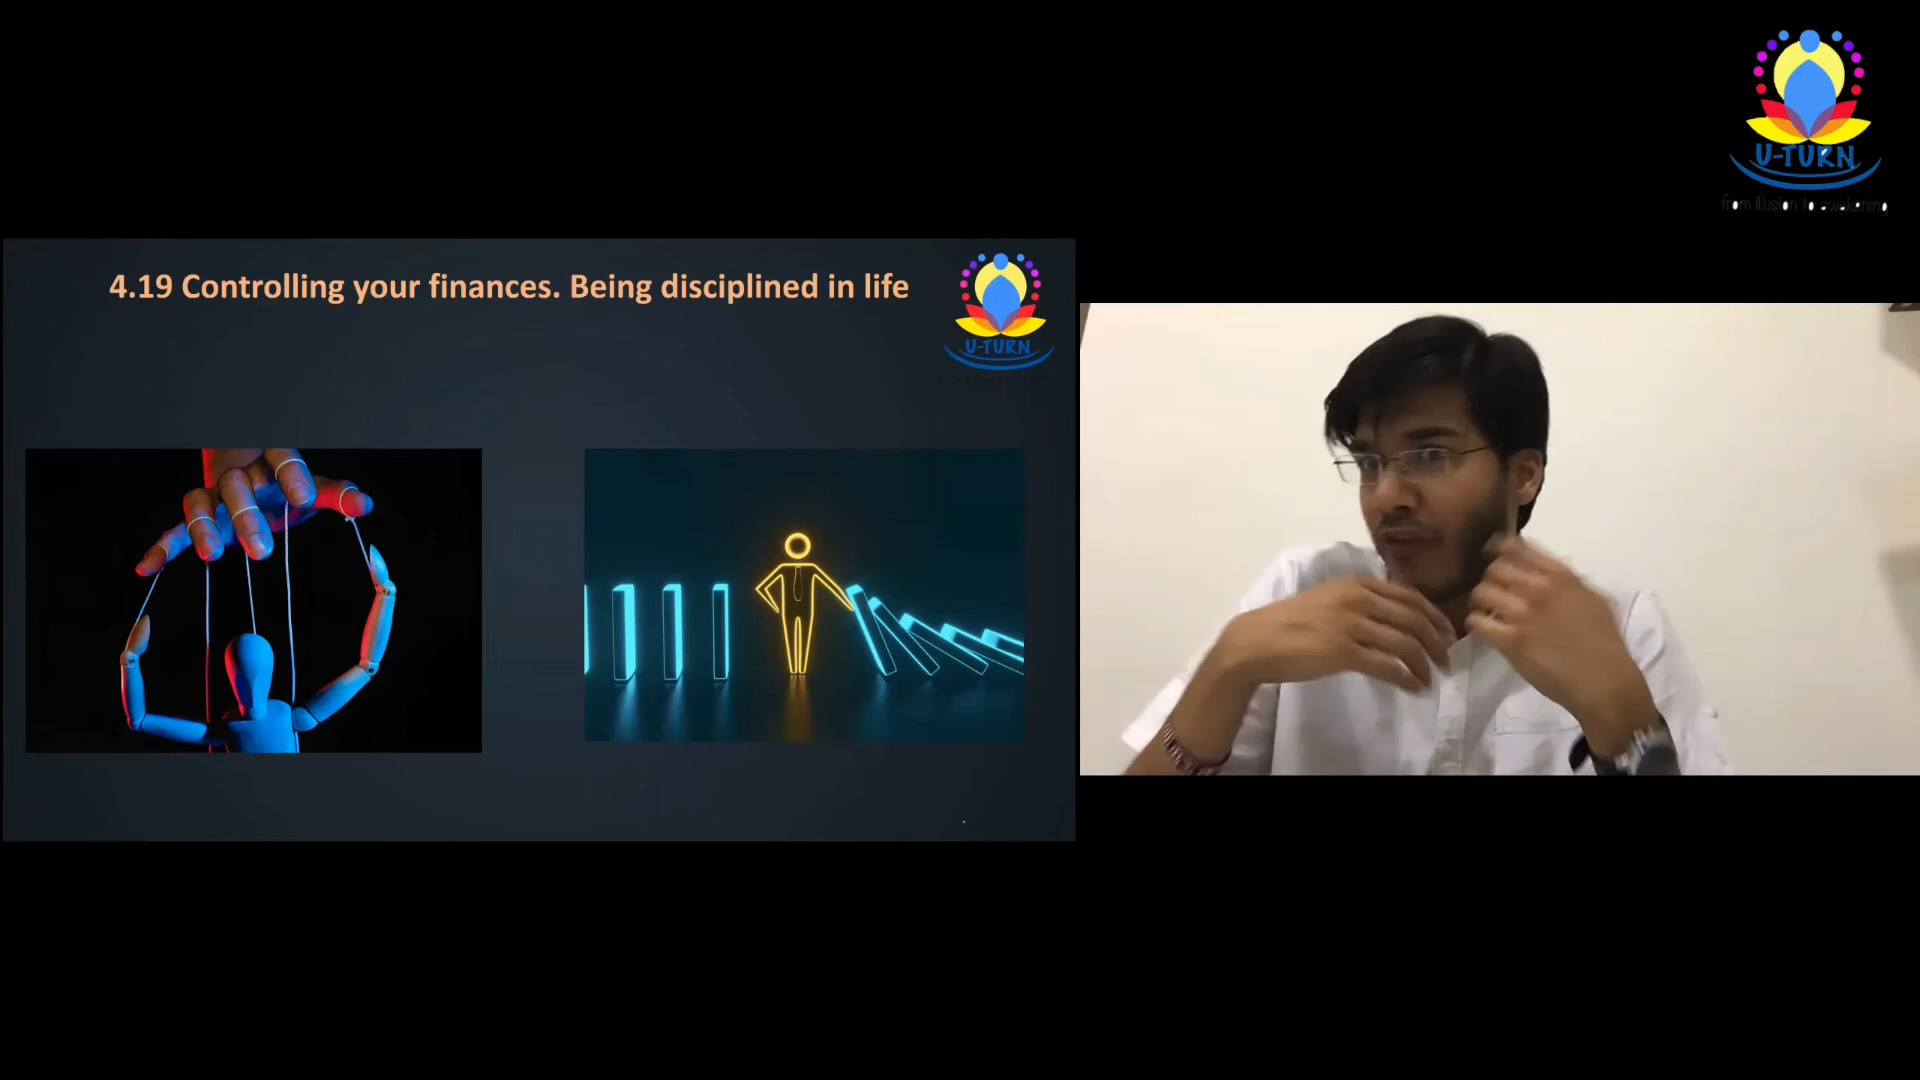 U-TURN
4.19 Controlling your finances. Being disciplined in life
U-TURN